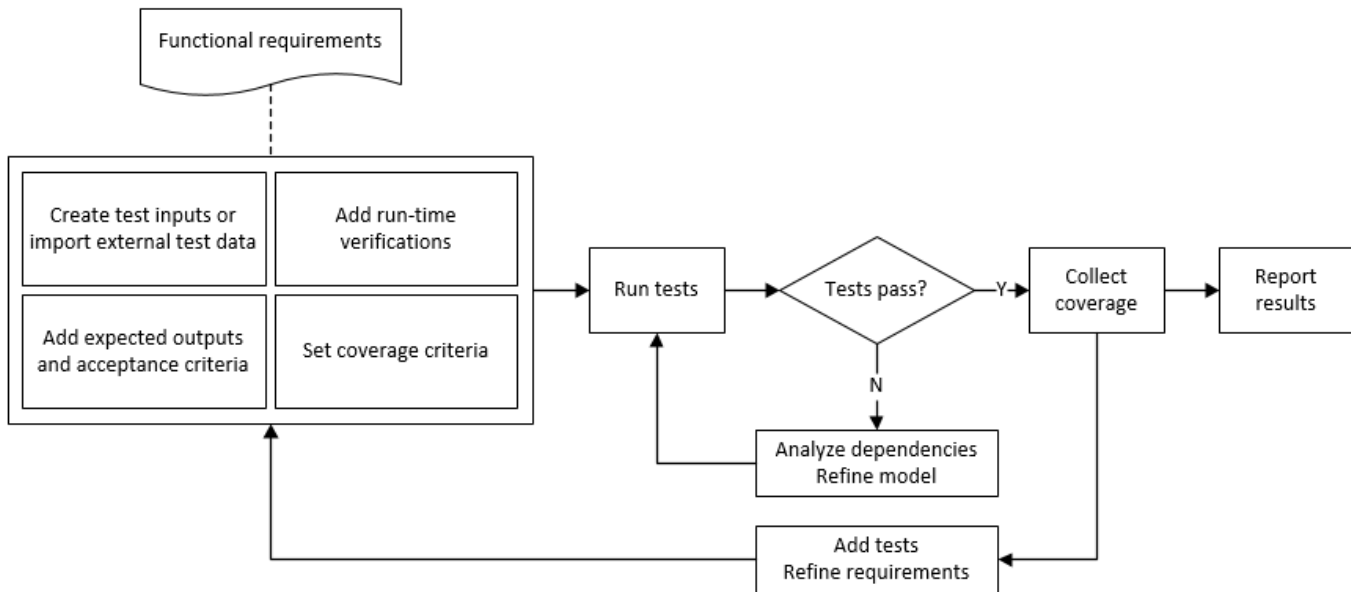 Functional requirements
Create test inputs or
import external test data
Add run-time
verifications
Add expected outputs
and acceptance criteria
Set coverage criteria
Run tests
Tests pass?
Y
Collect
coverage
Report
results
N
Analyze dependencies
Refine model
Add tests
Refine requirements